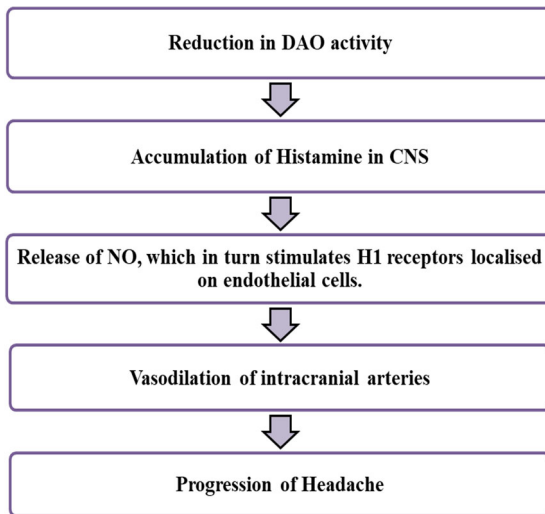 Reduction in DAO activity
Accumulation of Histamine in CNS
Release of NO, which in turn stimulates H1 receptors localised
on endothelial cells.
Vasodilation of intracranial arteries
Progression of Headache